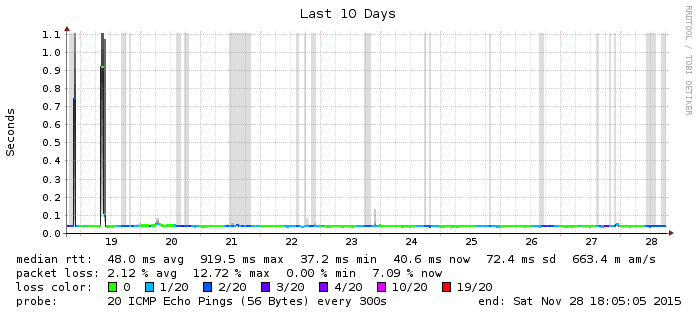 Last 10 Days
RRDTOOL / TOBI OETIKER
Seconds
1.1
1.0
0.9
0.8
0.7
0.6
0.5
0.4
0.3
0.2
0.1
0.0
19 20 21 22 23 24 25 26 27 28
median rtt: 48.0 ms avg 919.5 ms max 37.2 ms min 40.6 ms now 72.4 ms sd 663.4 m am/s
packet loss: 2.12 % avg 12.72 % max 0.00 % min 7.09 % now
loss color: 0 1/20 2/20 3/20 4/20 10/20 19/20
probe: 20 ICMP Echo Pings (56 Bytes) every 300s end: Sat Nov 28 18:05:05 2015